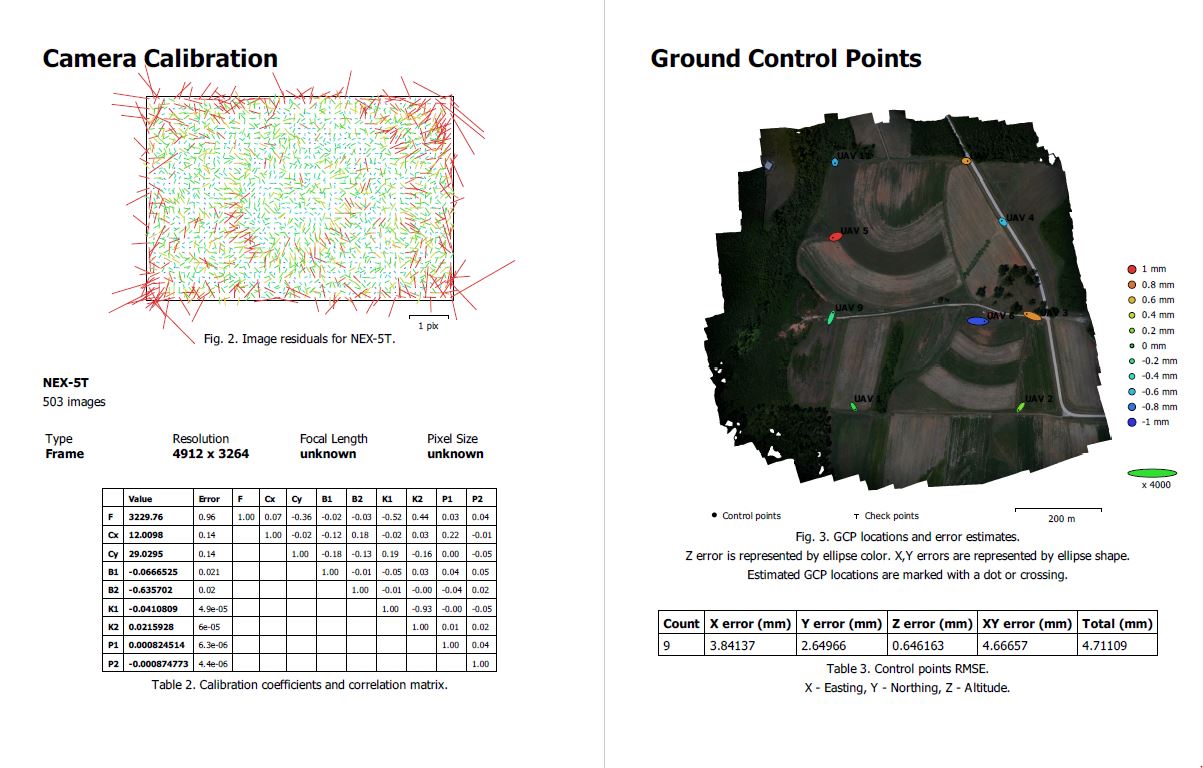 Camera Calibration
1 pix
Fig. 2. Image residuals for NEX-5T.
NEX-5T
503 images
Type Resolution Focal Length Pixel Size
Frame 4912 x 3264 unknown unknown
Value Error F Cx Cy B1 B2 K1 K2 P1 P2
F 3229.76 0.96 1.00 0.07 -0.36 -0.02 -0.03 -0.52 0.44 0.03 0.04
Cx 12.0098 0.14 1.00 -0.02 -0.12 0.18 -0.02 0.03 0.22 -0.01
Cy 29.0295 0.14 1.00 -0.18 -0.13 0.19 -0.16 0.00 -0.05
B1 -0.0666525 0.021 1.00 -0.01 -0.05 0.03 0.04 0.05
B2 -0.635702 0.02 1.00 -0.01 -0.00 -0.04 0.02
K1 -0.0410809 4.9e-05 1.00 -0.93 -0.00 -0.05
K2 0.0215928 6e-05 1.00 0.01 0.02
P1 0.000824514 6.3e-06 1.00 0.04
P2 -0.000874773 4.4e-06 1.00
Table 2. Calibration coefficients and correlation matrix.
Ground Control Points
UAV 4
UAV 5
UAV 9
UAV 6
UAV 3
UAV 2
1 mm
0.8 mm
0.6 mm
0.4 mm
0.2 mm
0 mm
-0.2 mm
-0.4 mm
-0.6 mm
-0.8 mm
-1 mm
x 4000
Control points Check points
200 m
Fig. 3. GCP locations and error estimates.
Z error is represented by ellipse color. X,Y errors are represented by ellipse shape.
Estimated GCP locations are marked with a dot or crossing.
Count X error (mm) Y error (mm) Z error (mm) XY error (mm) Total (mm)
9 3.84137 2.64966 0.646163 4.66657 4.71109
Table 3. Control points RMSE.
X - Easting, Y - Northing, Z - Altitude.